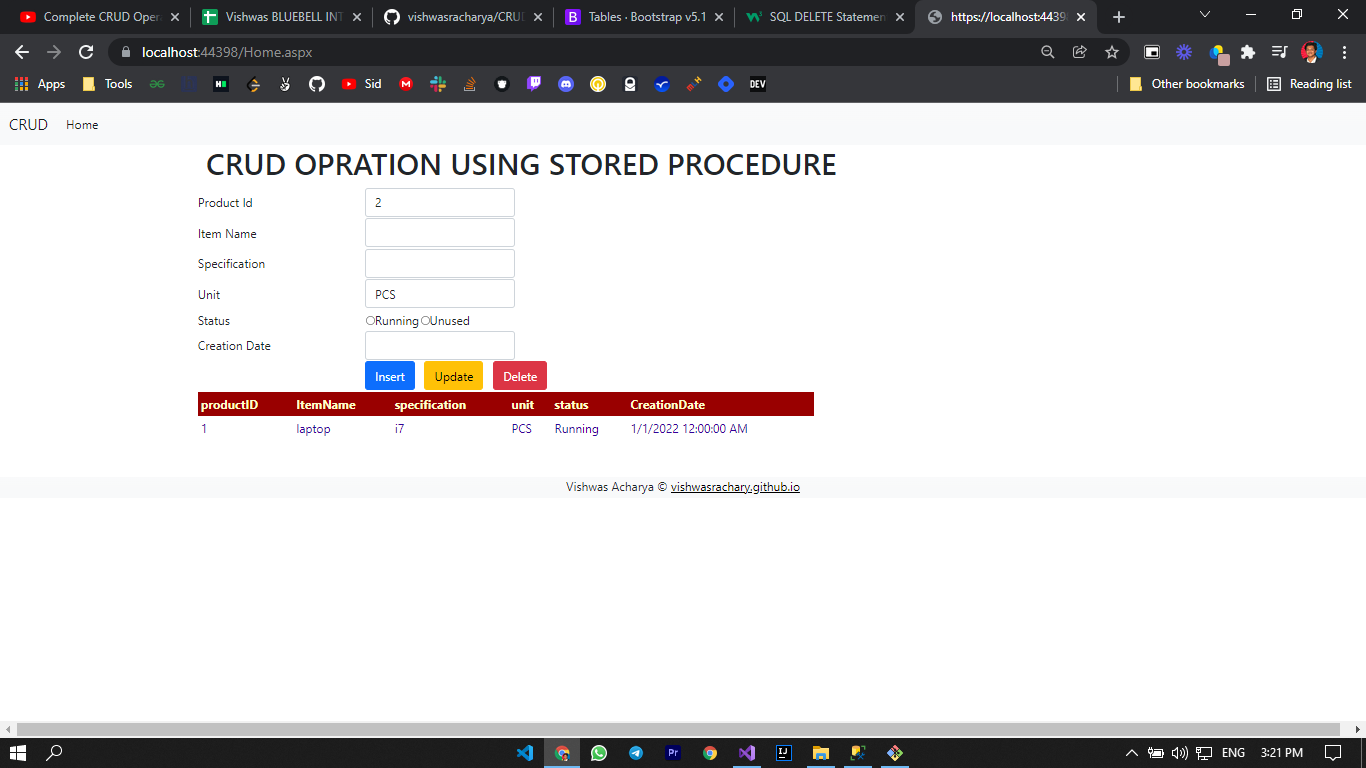 Complete CRUD Oper
Vishwas BLUEBELL INT
vishwasracharya/CRU
Tables · Bootstrap v5.1
SQL DELETE Statemen
https://localhost:4439
localhost:44398/Home.aspx
Apps
Tools
Sid
DEV
Other bookmarks
Reading list
CRUD Home
CRUD OPRATION USING STORED PROCEDURE
Product Id 2
Item Name
Specification
Unit PCS
Status Running Unused
Creation Date
Insert Update Delete
productID ItemName specification unit status CreationDate
1 laptop i7 PCS Running 1/1/2022 12:00:00 AM
Vishwas Acharya © vishwasrachary.github.io
Pr
IJ
ENG
3:21 PM